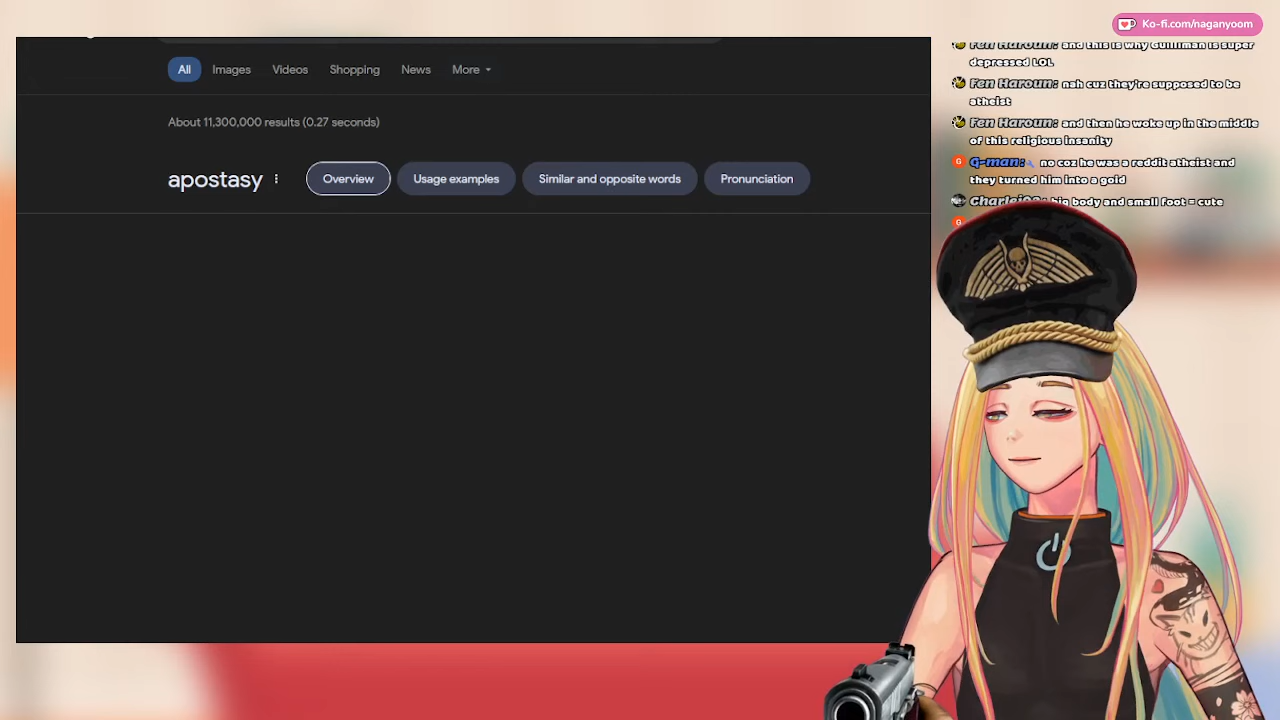 Ko-fi.com/naganyoom
All Images Videos Shopping News More
About 11,300,000 results (0.27 seconds)
apostasy Overview Usage examples Similar and opposite words Pronunciation
Fen Haroun: and this is why Guilliman is super
depressed LOL
Fen Haroun: nah cuz they're supposed to be
atheist
Fen Haroun: and then he woke up in the middle
of this religious insanity
G-man: no coz he was a reddit atheist and
they turned him into a gold
big body and small foot = cute